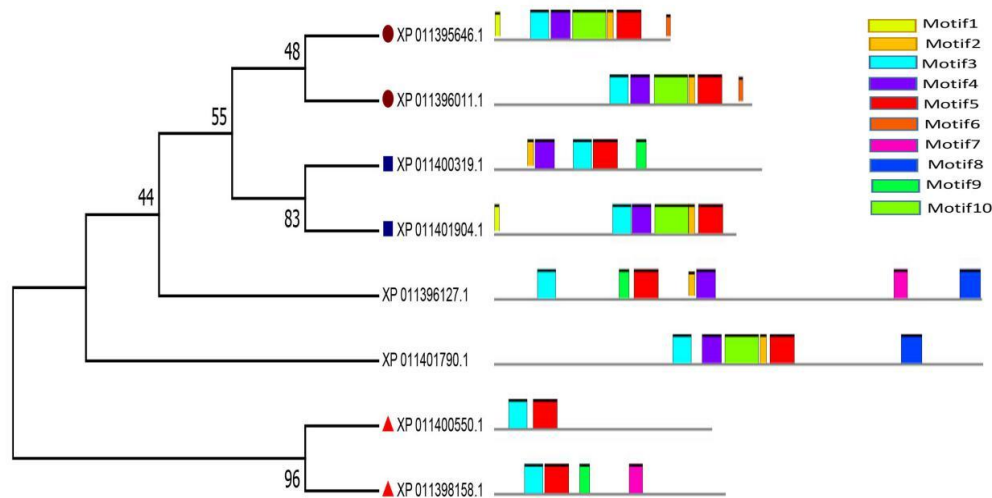 XP 011395646.1
48
XP 011396011.1
55
XP 011400319.1
44
83
XP 011401904.1
XP 011396127.1
XP 011401790.1
XP 011400550.1
96
XP 011398158.1
Motif1
Motif2
Motif3
Motif4
Motif5
Motif6
Motif7
Motif8
Motif9
Motif10